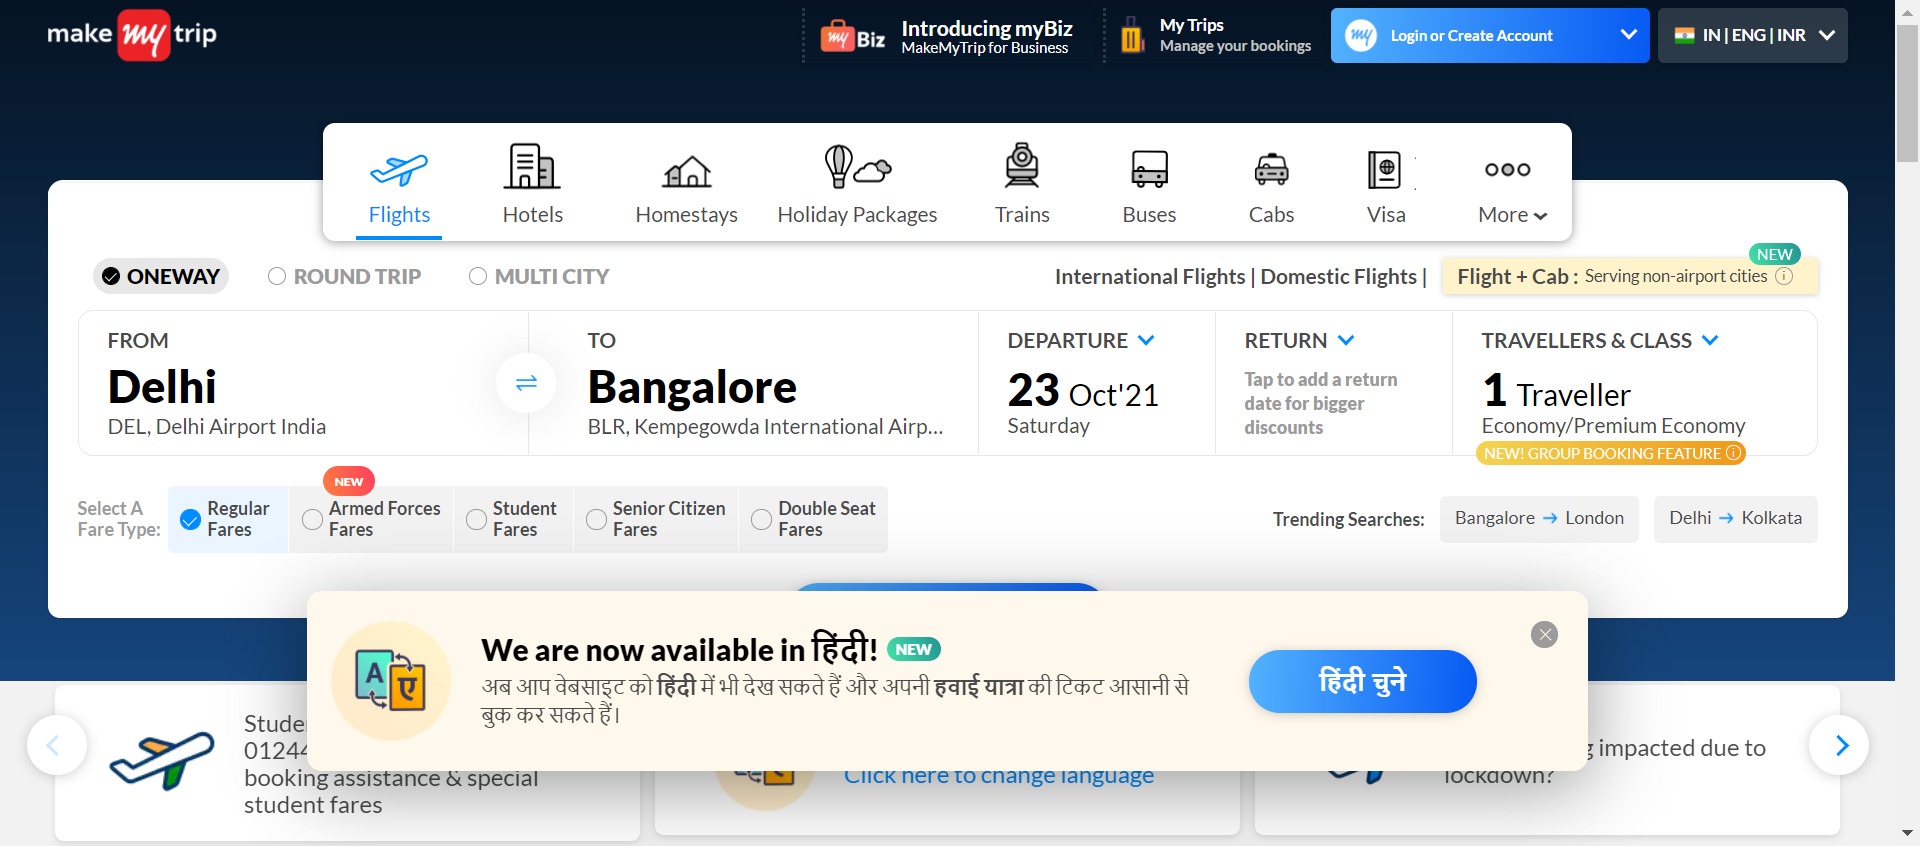 make my trip
my Biz
Introducing myBiz
MakeMyTrip for Business
My Trips
Manage your bookings
my
Login or Create Account
IN | ENG | INR
Flights
Hotels
Homestays
Holiday Packages
Trains
Buses
Cabs
Visa
More
ONEWAY
ROUND TRIP
MULTI CITY
International Flights | Domestic Flights |
NEW
Flight + Cab : Serving non-airport cities
FROM
Delhi
DEL, Delhi Airport India
TO
Bangalore
BLR, Kempegowda International Airp...
DEPARTURE
23 Oct'21
Saturday
RETURN
Tap to add a return
date for bigger
discounts
TRAVELLERS & CLASS
1 Traveller
Economy/Premium Economy
NEW! GROUP BOOKING FEATURE
Select A
Fare Type:
Regular
Fares
NEW
Armed Forces
Fares
Student
Fares
Senior Citizen
Fares
Double Seat
Fares
Trending Searches:
Bangalore → London
Delhi → Kolkata
A
ए
We are now available in हिंदी! NEW
अब आप वेबसाइट को हिंदी में भी देख सकते हैं और अपनी हवाई यात्रा की टिकट आसानी से
बुक कर सकते हैं।
हिंदी चुने
Stude
01244
booking assistance & special
student fares
Click here to change language
g impacted due to
lockdown?